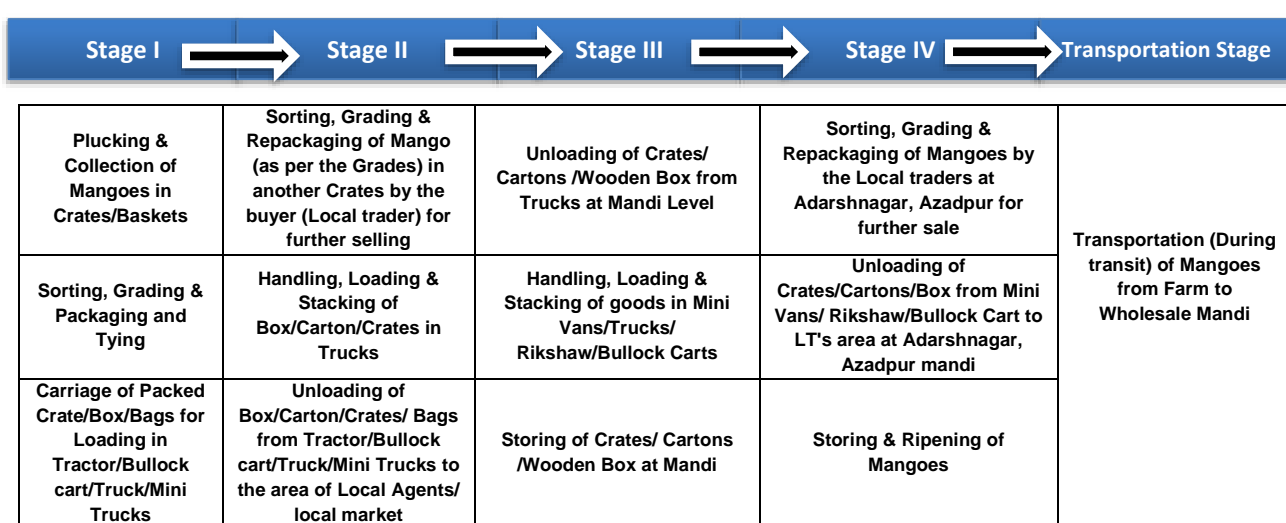 Stage I
Stage II
Stage III
Stage IV
Transportation Stage
Plucking &
Collection of
Mangoes in
Crates/Baskets
Sorting, Grading &
Repackaging of Mango
(as per the Grades) in
another Crates by the
buyer (Local trader) for
further selling
Unloading of Crates/
Cartons /Wooden Box from
Trucks at Mandi Level
Sorting, Grading &
Repackaging of Mangoes by
the Local traders at
Adarshnagar, Azadpur for
further sale
Transportation (During
transit) of Mangoes
from Farm to
Wholesale Mandi
Sorting, Grading &
Packaging and
Tying
Handling, Loading &
Stacking of
Box/Carton/Crates in
Trucks
Handling, Loading &
Stacking of goods in Mini
Vans/Trucks/
Rikshaw/Bullock Carts
Unloading of
Crates/Cartons/Box from Mini
Vans/ Rikshaw/Bullock Cart to
LT's area at Adarshnagar,
Azadpur mandi
Carriage of Packed
Crate/Box/Bags for
Loading in
Tractor/Bullock
cart/Truck/Mini
Trucks
Unloading of
Box/Carton/Crates/ Bags
from Tractor/Bullock
cart/Truck/Mini Trucks to
the area of Local Agents/
local market
Storing of Crates/ Cartons
/Wooden Box at Mandi
Storing & Ripening of
Mangoes